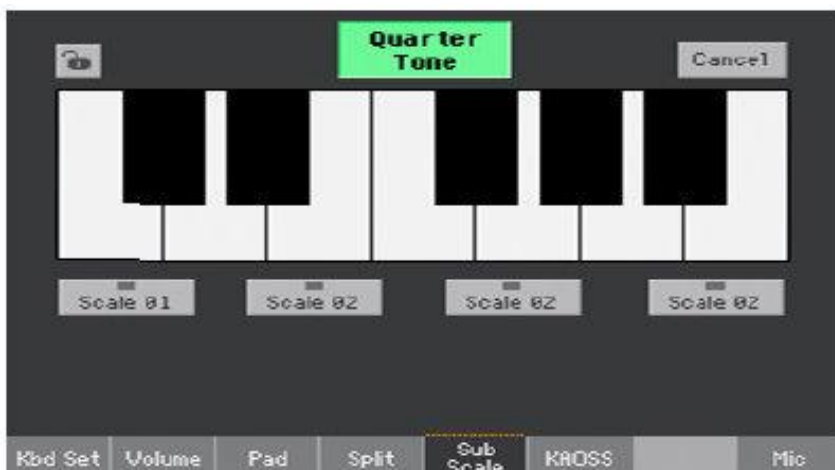 Quarter
Tone
Cancel
Scale 01
Scale 02
Scale 02
Scale 02
Kbd Set
Volume
Pad
Split
Sub
Scale
KAOSS
Mic